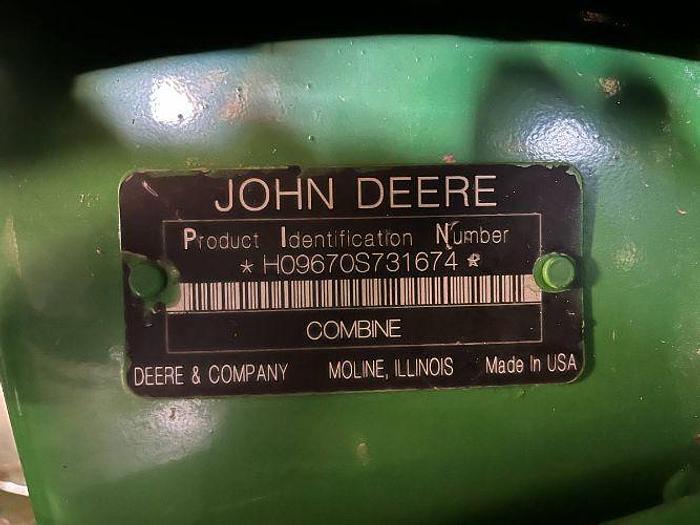 JOHN DEERE
Product Identification Number
* H09670S731674 *
COMBINE
DEERE & COMPANY MOLINE, ILLINOIS Made In USA